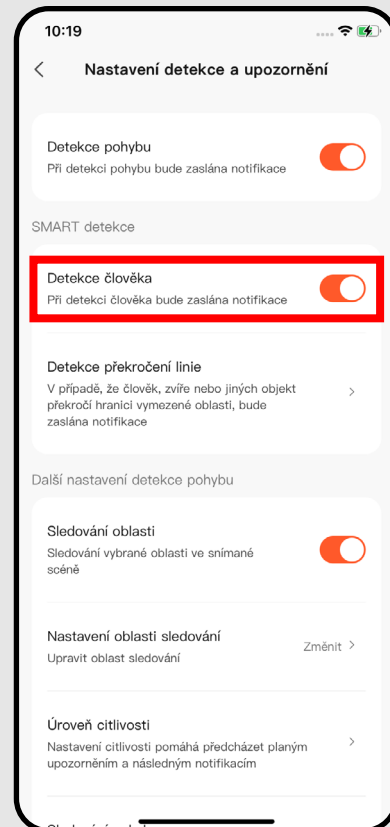 10:19
Nastavení detekce a upozornění
Detekce pohybu
Při detekci pohybu bude zaslána notifikace
SMART detekce
Detekce člověka
Při detekci člověka bude zaslána notifikace
Detekce překročení linie
V případě, že člověk, zvíře nebo jiných objekt
překročí hranici vymezené oblasti, bude
zaslána notifikace
Další nastavení detekce pohybu
Sledování oblasti
Sledování vybrané oblasti ve snímané
scéně
Nastavení oblasti sledování
Změnit
Upravit oblast sledování
Úroveň citlivosti
Nastavení citlivosti pomáhá předcházet planým
upozorněním a následným notifikacím